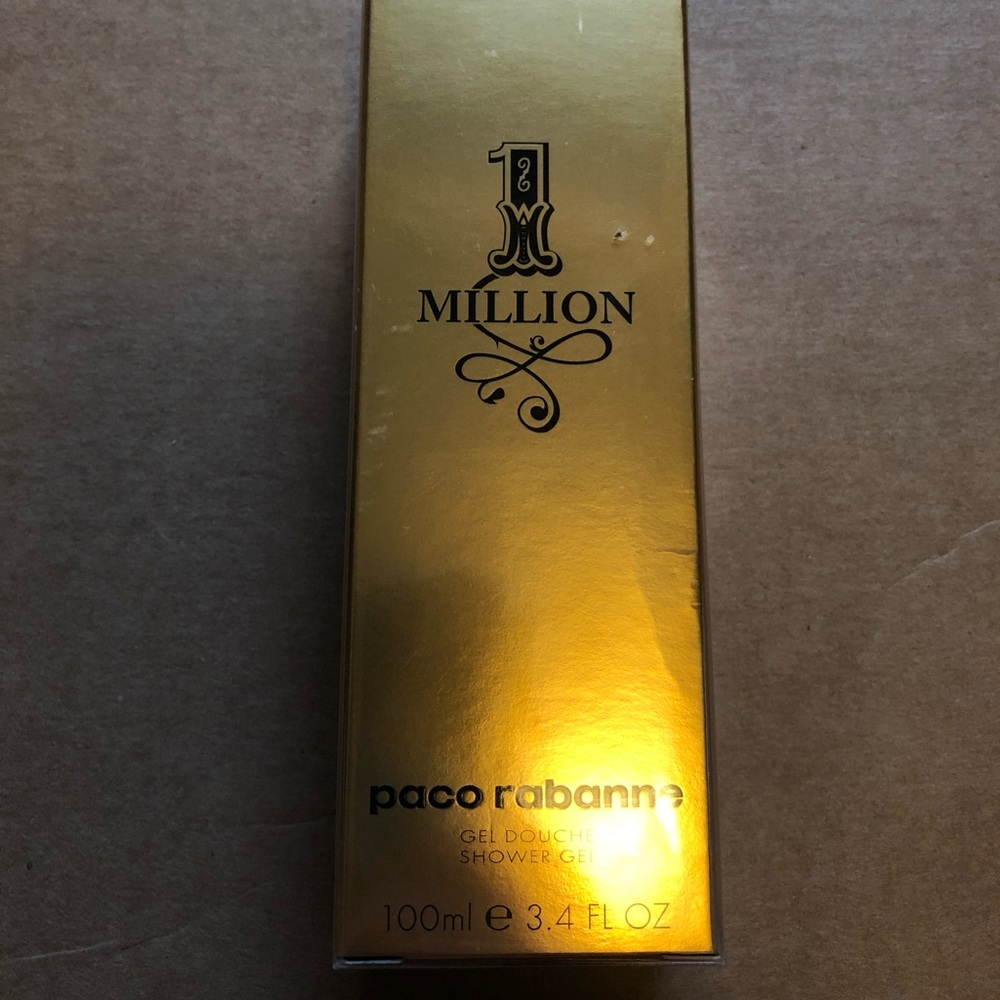 1
MILLION
paco rabanne
GEL DOUCHE
SHOWER GEL
100ml e 3.4 FL OZ